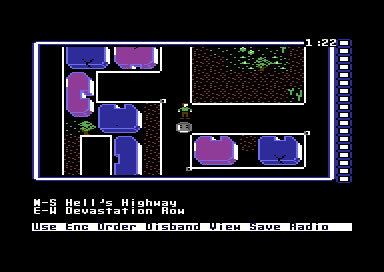 1:22
N-S Hell's Highway
E-W Devastation Row
Use Enc Order Disband View Save Radio